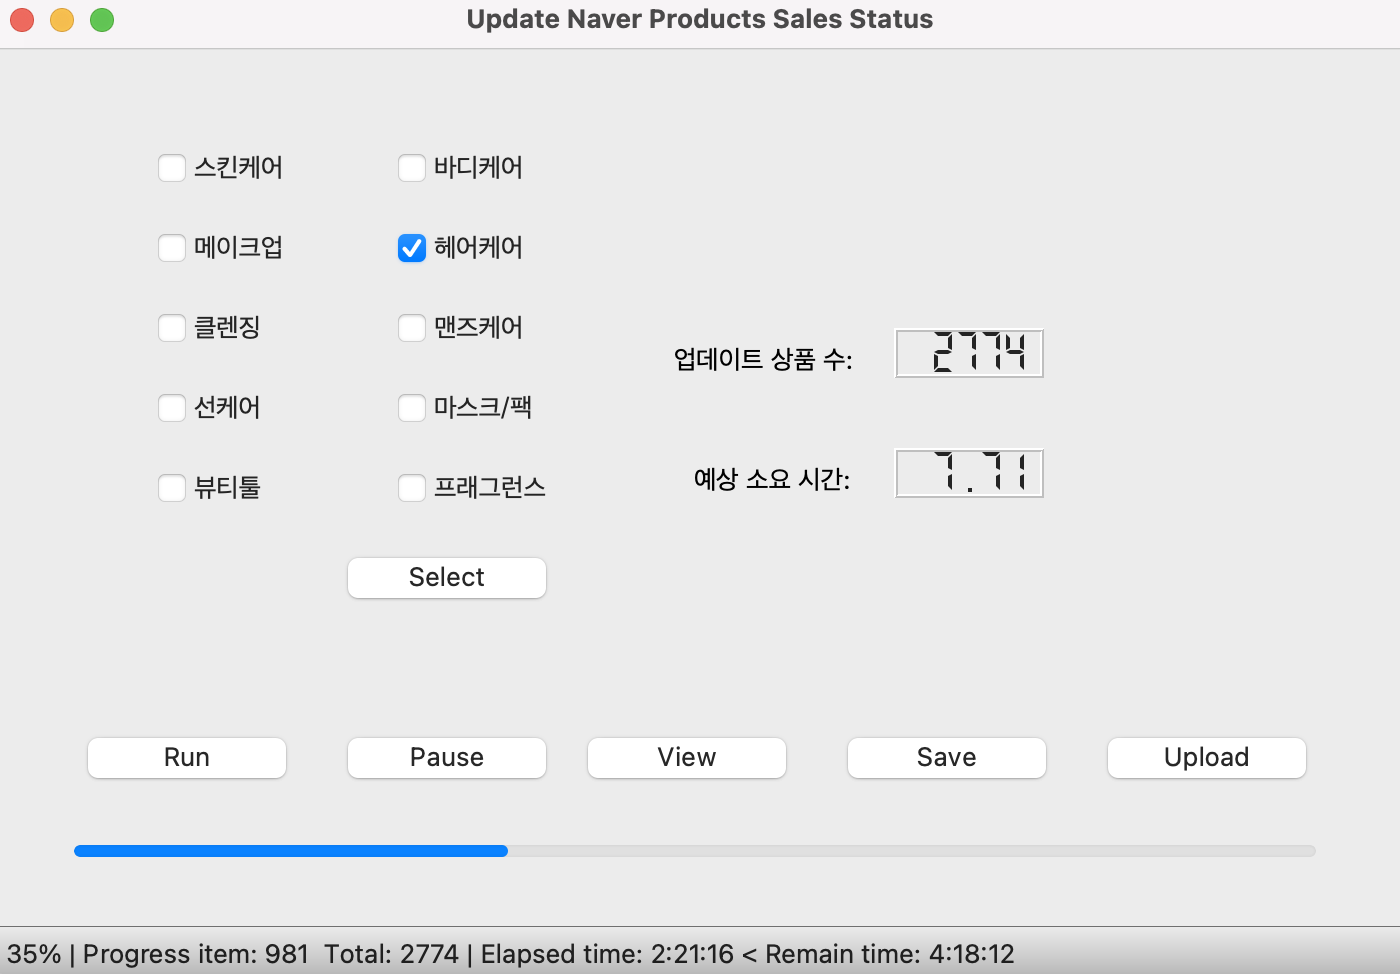 Update Naver Products Sales Status
스킨케어 바디케어
메이크업 헤어케어
클렌징 맨즈케어
업데이트 상품 수: 2774
선케어 마스크/팩
예상 소요 시간: 7.71
뷰티툴 프래그런스
Select
Run Pause View Save Upload
35% | Progress item: 981 Total: 2774 | Elapsed time: 2:21:16 < Remain time: 4:18:12